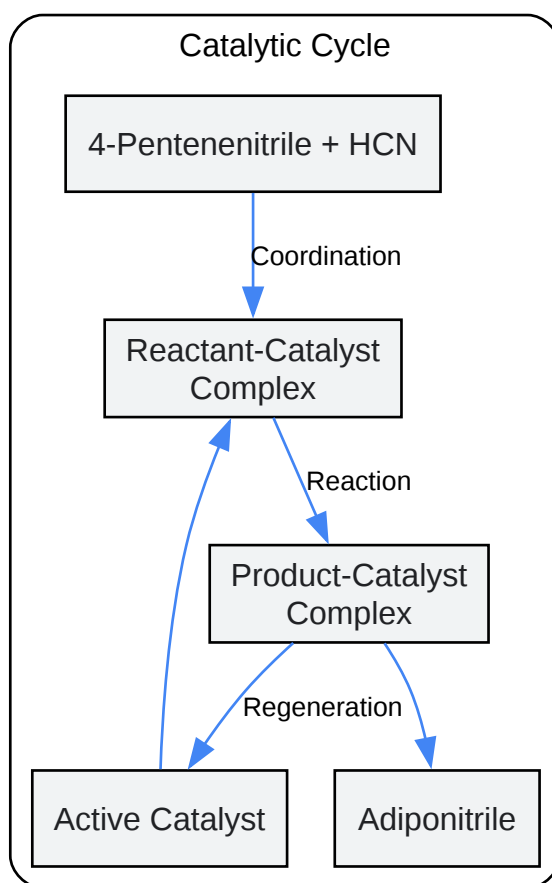 Catalytic Cycle
4-Pentenenitrile + HCN
Coordination
Reactant-Catalyst
Complex
Reaction
Product-Catalyst
Complex
Regeneration
Active Catalyst
Adiponitrile